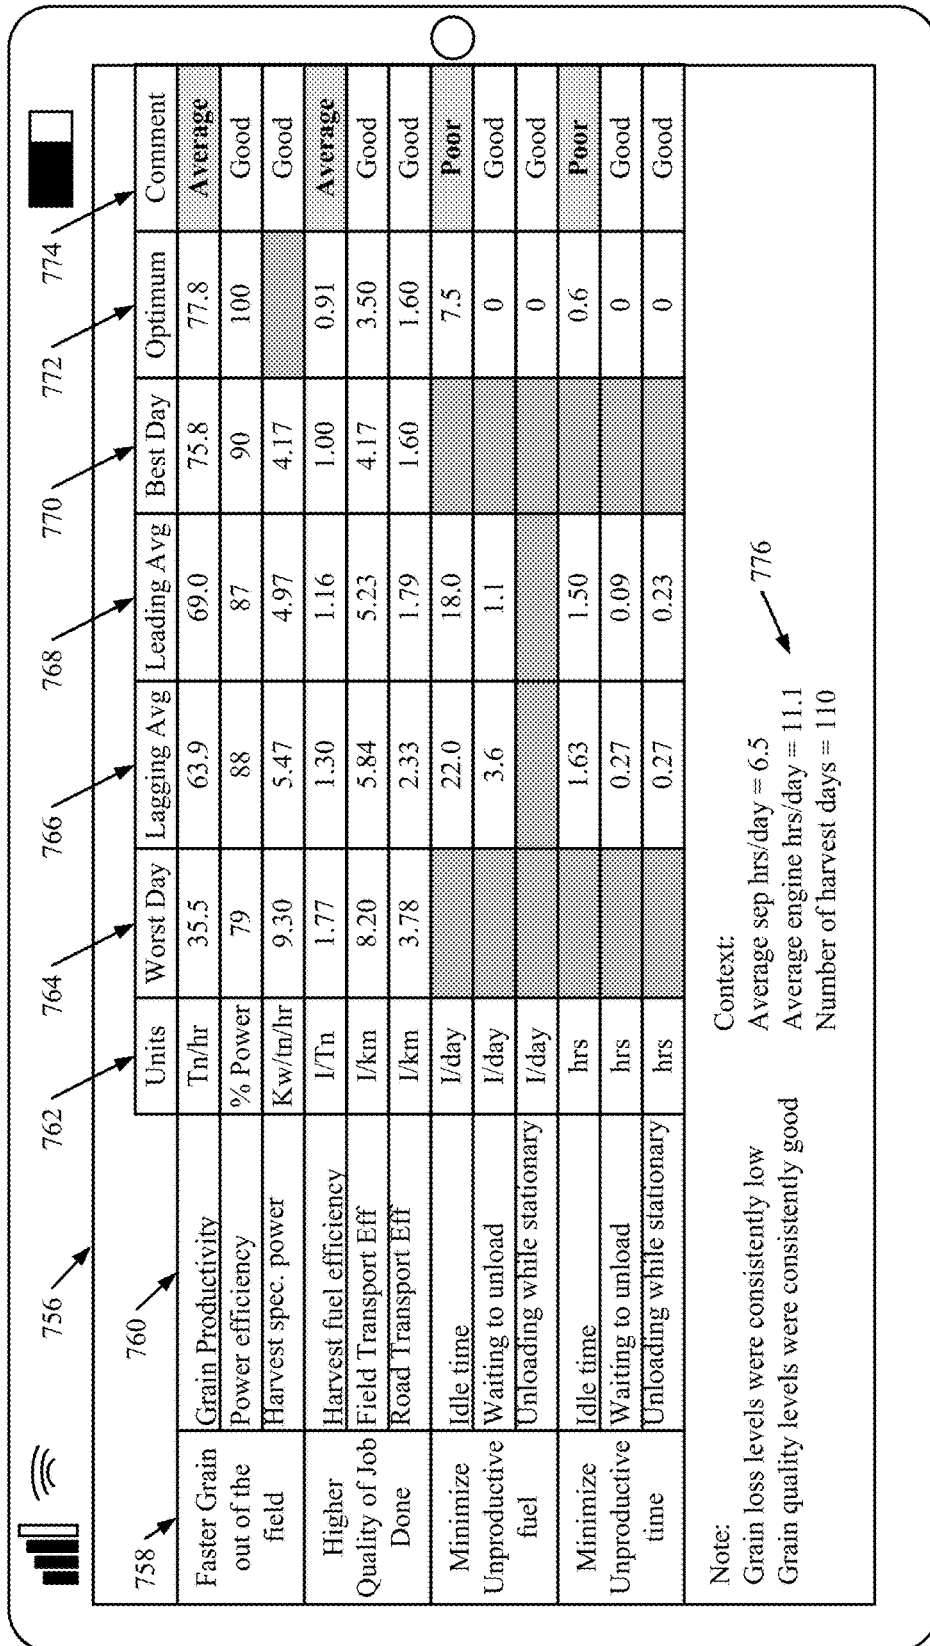 756
758
760
762
764
766
768
770
772
774
Units Worst Day Lagging Avg Leading Avg Best Day Optimum Comment
Faster Grain out of the field
Grain Productivity Tn/hr 35.5 63.9 69.0 75.8 77.8 Average
Power efficiency % Power 79 88 87 90 100 Good
Harvest spec. power Kw/tn/hr 9.30 5.47 4.97 4.17 Good
Higher Quality of Job Done
Harvest fuel efficiency I/Tn 1.77 1.30 1.16 1.00 0.91 Average
Field Transport Eff I/km 8.20 5.84 5.23 4.17 3.50 Good
Road Transport Eff I/km 3.78 2.33 1.79 1.60 1.60 Good
Minimize Unproductive fuel
Idle time I/day 22.0 18.0 7.5 Poor
Waiting to unload I/day 3.6 1.1 0 Good
Unloading while stationary I/day 0 Good
Minimize Unproductive time
Idle time hrs 1.63 1.50 0.6 Poor
Waiting to unload hrs 0.27 0.09 0 Good
Unloading while stationary hrs 0.27 0.23 0 Good
Note:
Grain loss levels were consistently low
Grain quality levels were consistently good
Context:
Average sep hrs/day = 6.5
Average engine hrs/day = 11.1
Number of harvest days = 110
776